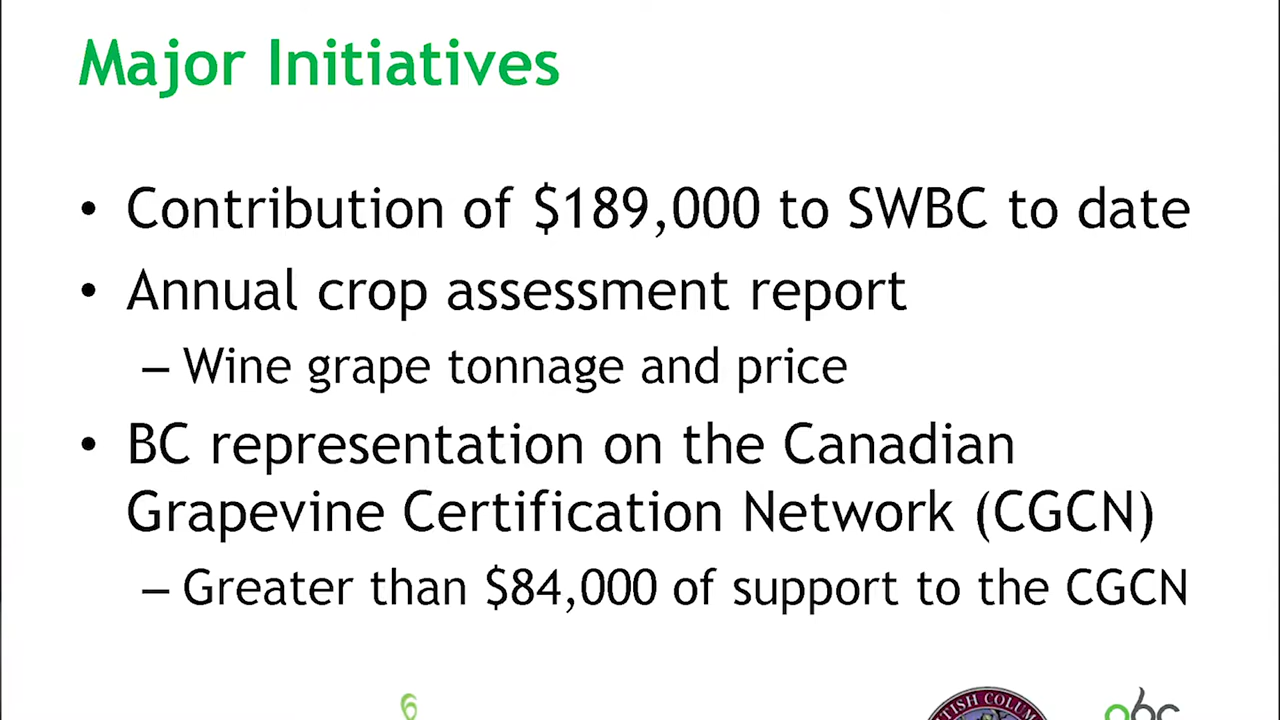 Major Initiatives
• Contribution of $189,000 to SWBC to date
• Annual crop assessment report
– Wine grape tonnage and price
• BC representation on the Canadian
Grapevine Certification Network (CGCN)
– Greater than $84,000 of support to the CGCN